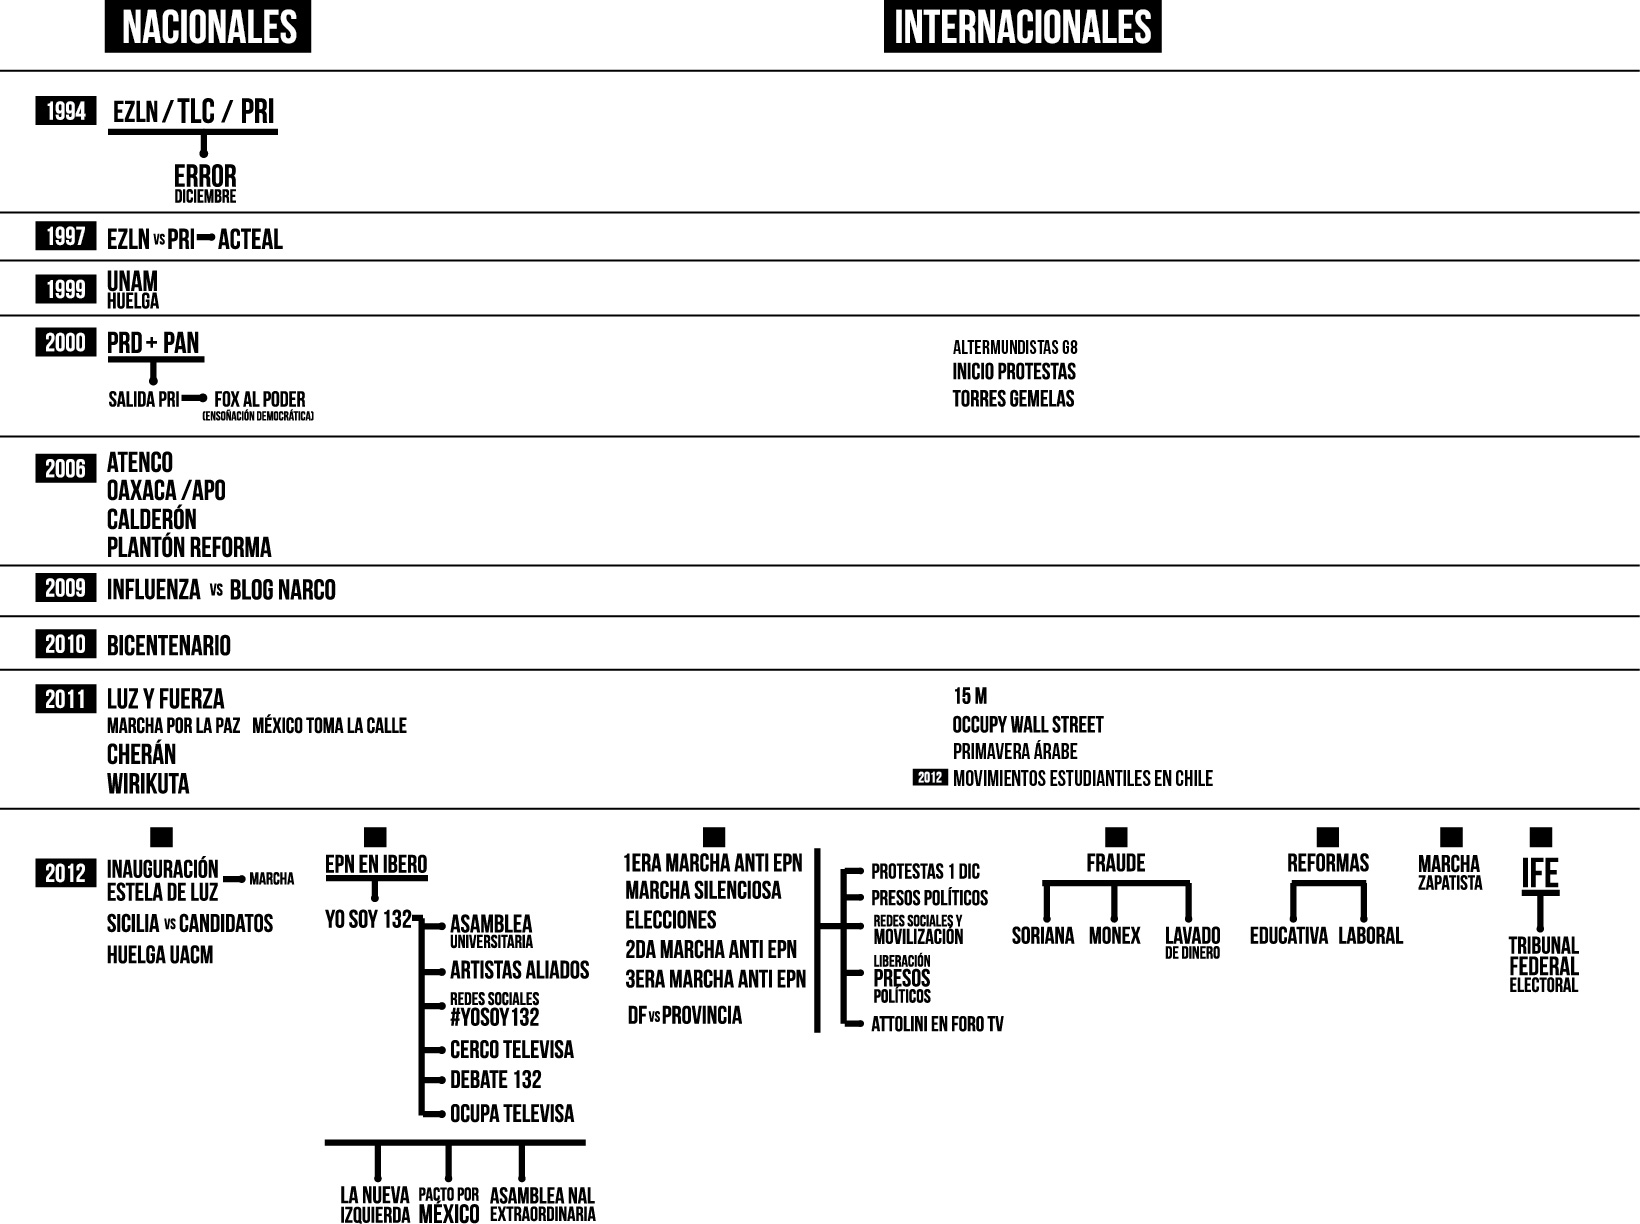 NACIONALES
INTERNACIONALES
1994
EZLN / TLC / PRI
ERROR
DICIEMBRE
1997
EZLN VS PRI ACTEAL
1999
UNAM
HUELGA
2000
PRD + PAN
SALIDA PRI FOX AL PODER
(ENSOÑACIÓN DEMOCRÁTICA)
ALTERMUNDISTAS G8
INICIO PROTESTAS
TORRES GEMELAS
2006
ATENCO
OAXACA /APO
CALDERÓN
PLANTÓN REFORMA
2009
INFLUENZA VS BLOG NARCO
2010
BICENTENARIO
2011
LUZ Y FUERZA
MARCHA POR LA PAZ MÉXICO TOMA LA CALLE
CHERÁN
WIRIKUTA
15 M
OCCUPY WALL STREET
PRIMAVERA ÁRABE
2012 MOVIMIENTOS ESTUDIANTILES EN CHILE
2012
INAUGURACIÓN
ESTELA DE LUZ
MARCHA
SICILIA VS CANDIDATOS
HUELGA UACM
EPN EN IBERO
YO SOY 132
ASAMBLEA
UNIVERSITARIA
ARTISTAS ALIADOS
REDES SOCIALES
#YOSOY132
CERCO TELEVISA
DEBATE 132
OCUPA TELEVISA
LA NUEVA
IZQUIERDA
PACTO POR
MÉXICO
ASAMBLEA NAL
EXTRAORDINARIA
1ERA MARCHA ANTI EPN
MARCHA SILENCIOSA
ELECCIONES
2DA MARCHA ANTI EPN
3ERA MARCHA ANTI EPN
DF VS PROVINCIA
PROTESTAS 1 DIC
PRESOS POLÍTICOS
REDES SOCIALES Y
MOVILIZACIÓN
LIBERACIÓN
PRESOS
POLÍTICOS
ATTOLINI EN FORO TV
FRAUDE
SORIANA
MONEX
LAVADO
DE DINERO
REFORMAS
EDUCATIVA
LABORAL
MARCHA
ZAPATISTA
IFE
TRIBUNAL
FEDERAL
ELECTORAL